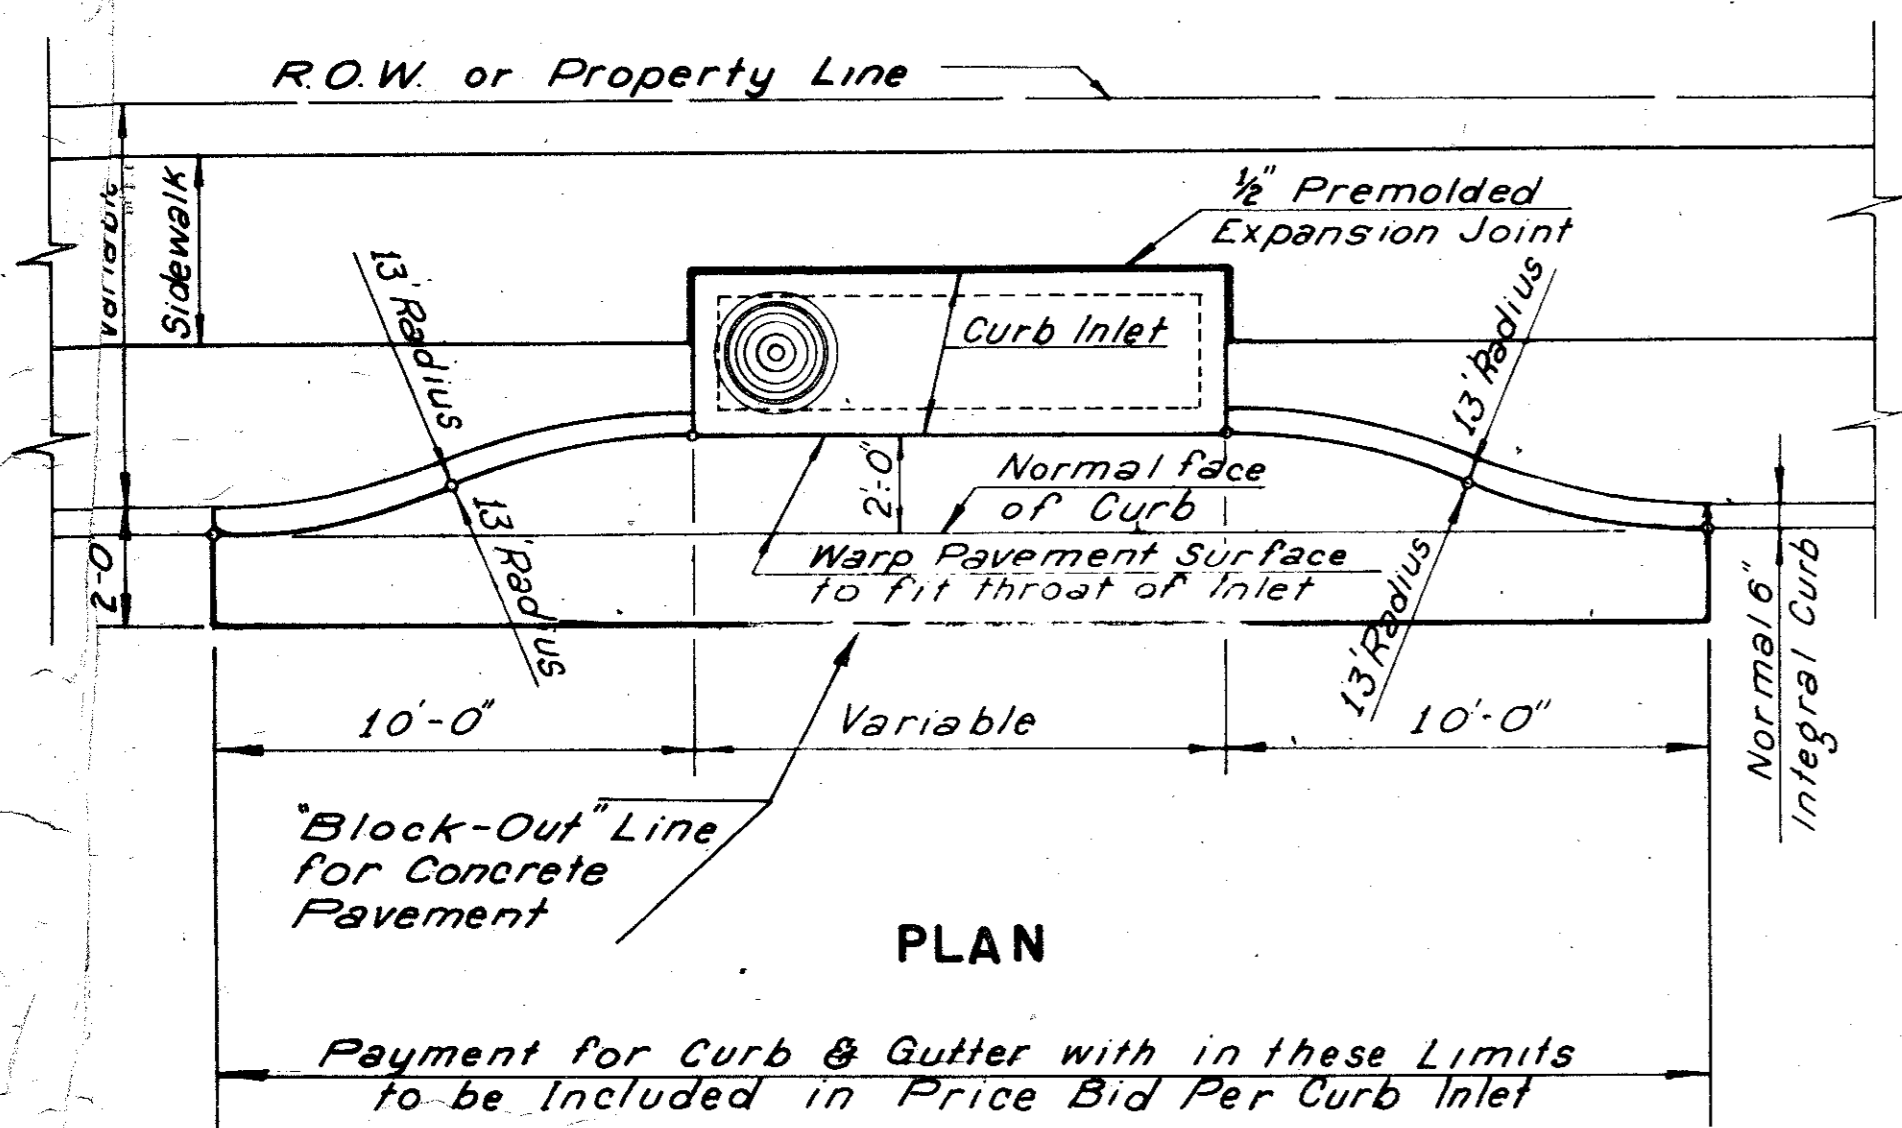 R.O.W. or Property Line
1/2" Premolded
Expansion Joint
Variable
Sidewalk
13' Radius
13' Radius
Curb Inlet
13' Radius
13' Radius
2'-0"
Normal face
of Curb
Warp Pavement Surface
to fit throat of Inlet
2-0
Normal 6"
Integral Curb
10'-0"
Variable
10'-0"
"Block-Out" Line
for Concrete
Pavement
PLAN
Payment for Curb & Gutter with in these Limits
to be Included in Price Bid Per Curb Inlet